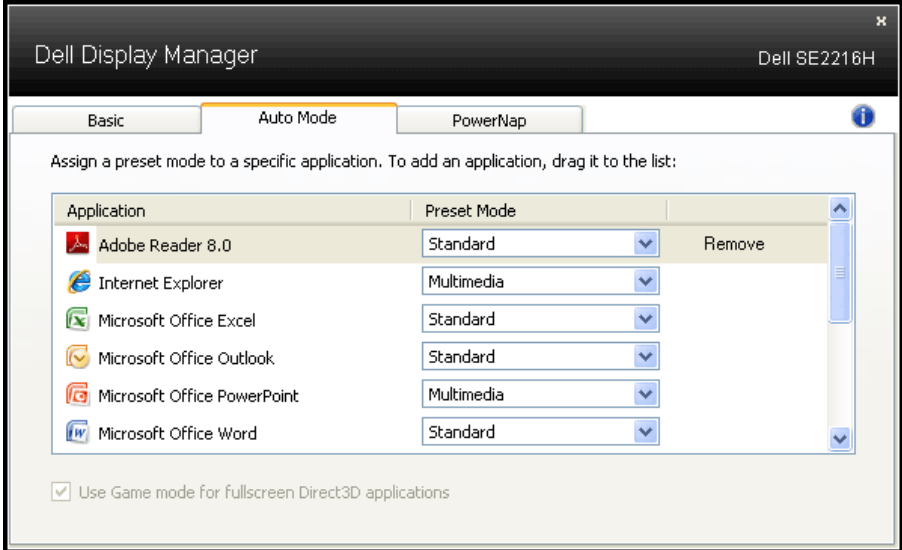 Dell Display Manager
Dell SE2216H
Basic Auto Mode PowerNap
Assign a preset mode to a specific application. To add an application, drag it to the list:
Application Preset Mode
Adobe Reader 8.0 Standard Remove
Internet Explorer Multimedia
Microsoft Office Excel Standard
Microsoft Office Outlook Standard
Microsoft Office PowerPoint Multimedia
Microsoft Office Word Standard
Use Game mode for fullscreen Direct3D applications